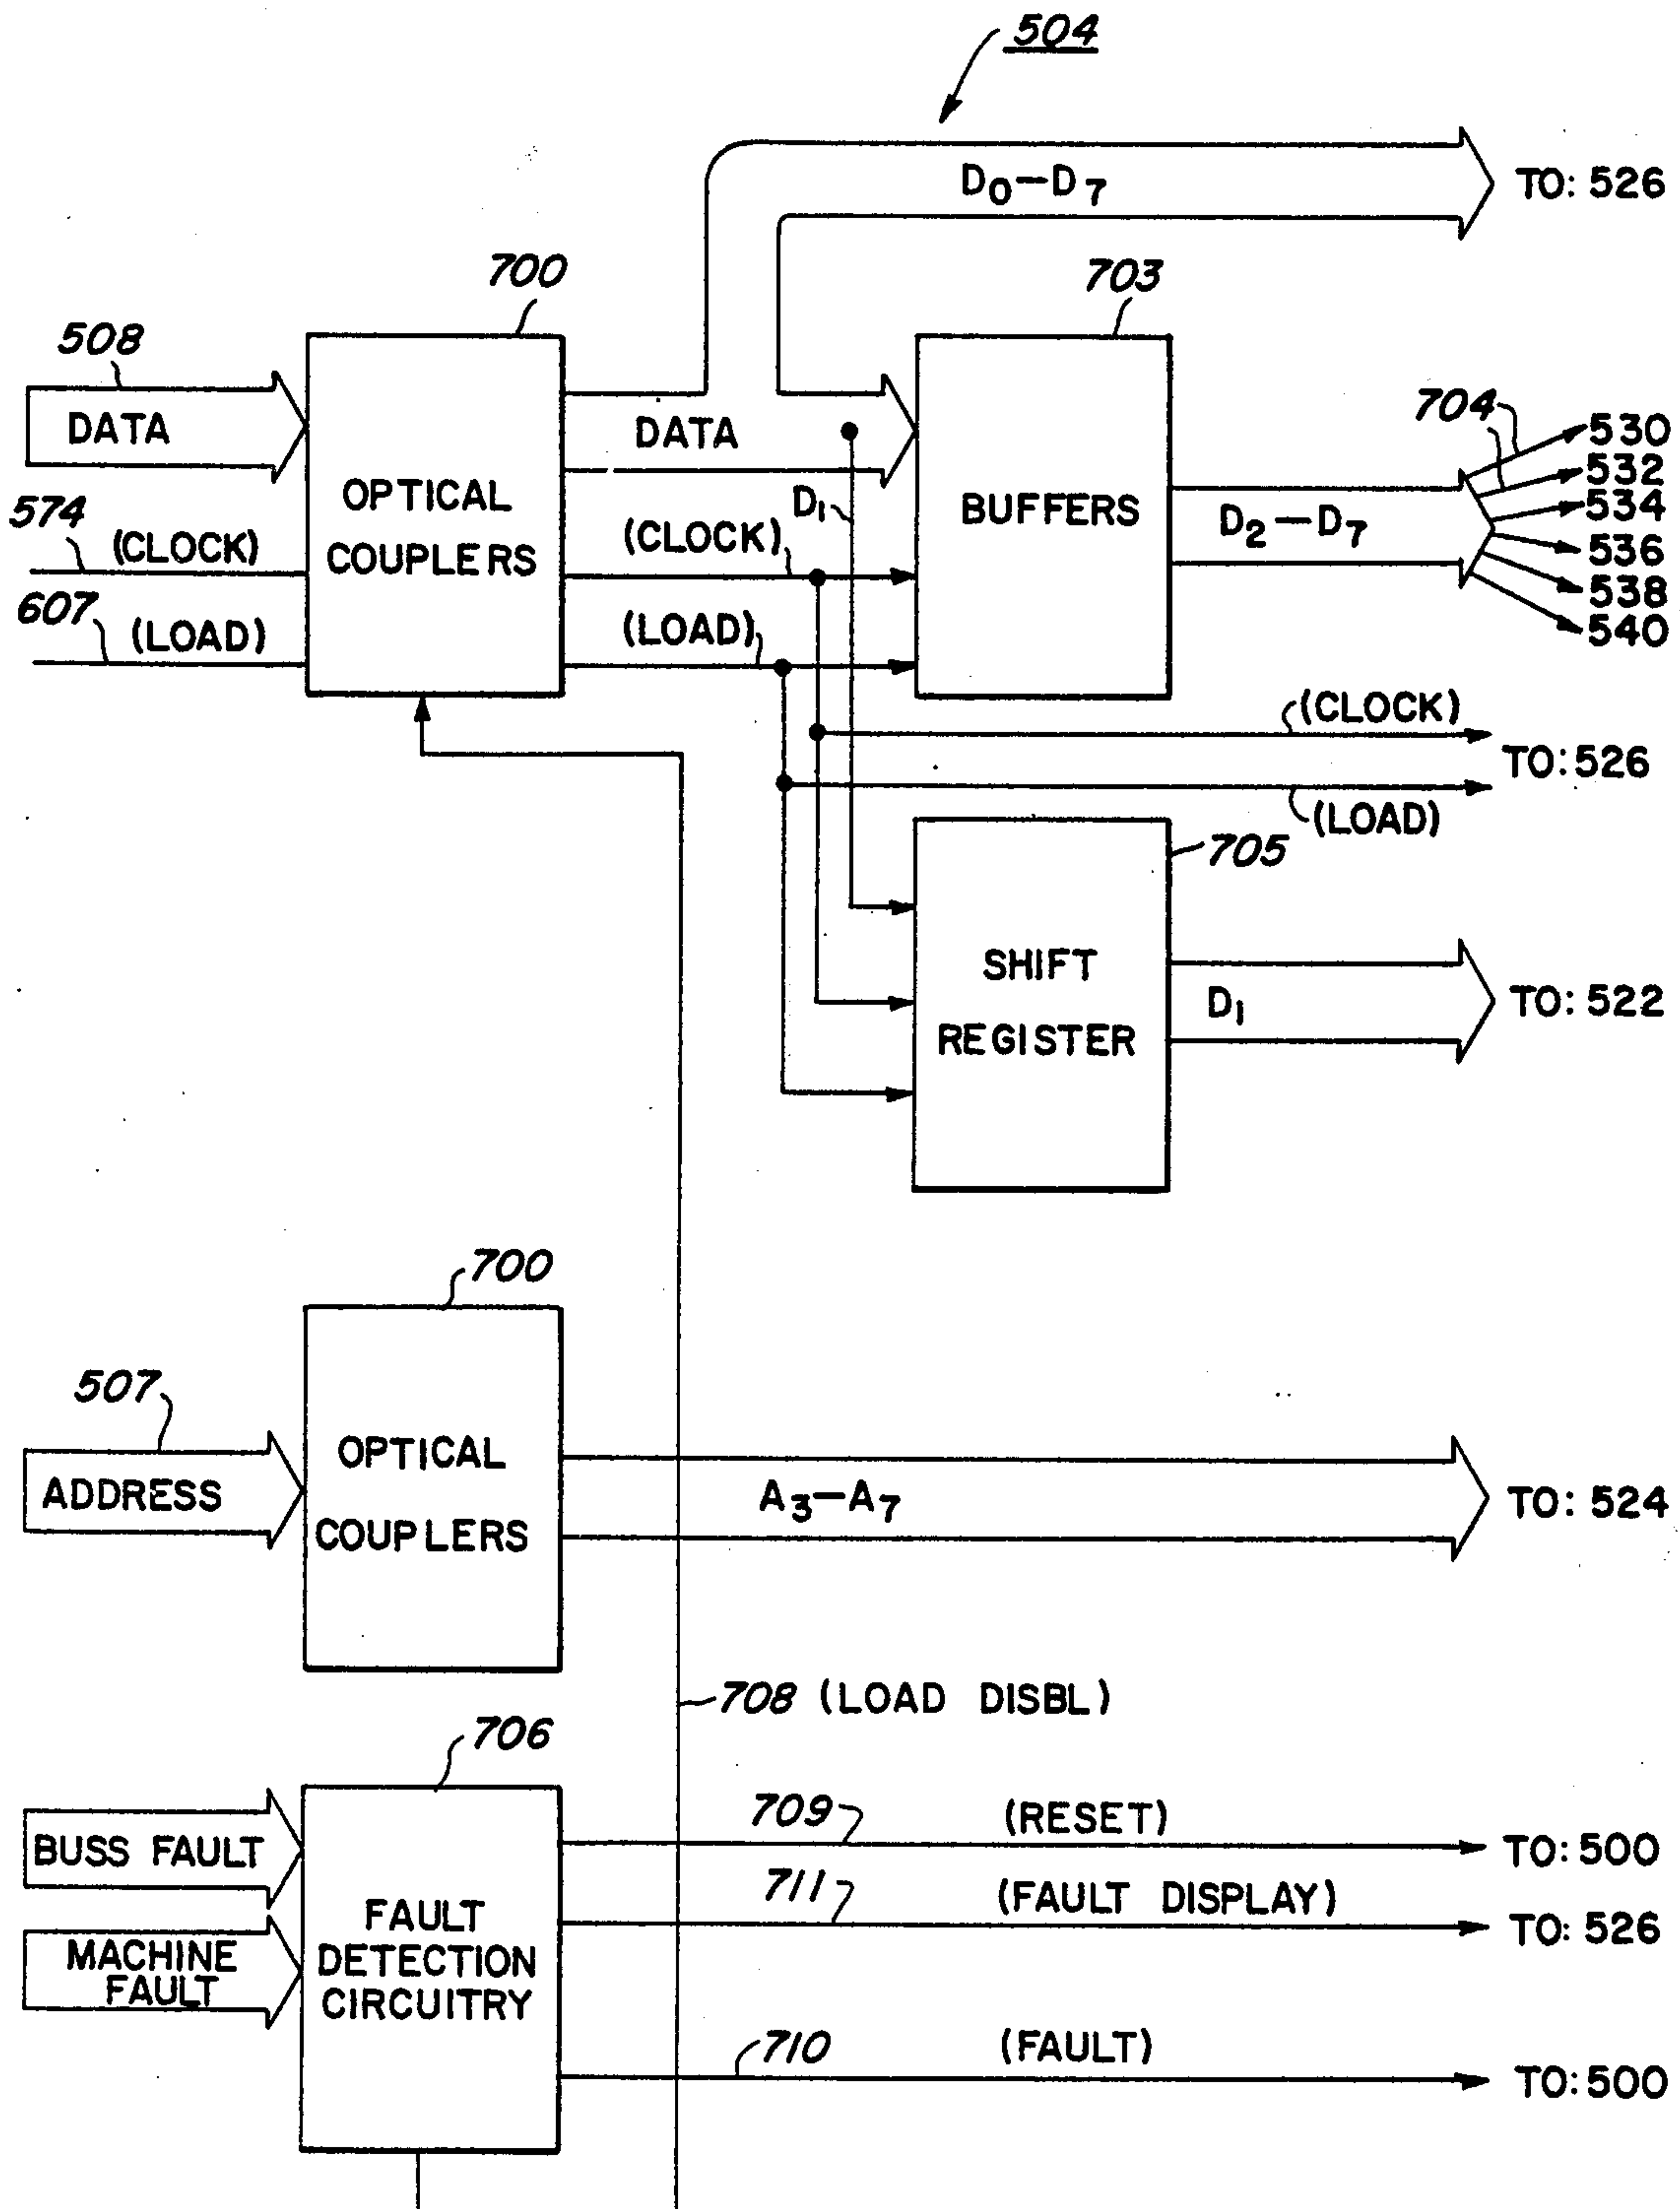 504
D0–D7
TO: 526
700
703
508
DATA
OPTICAL
COUPLERS
DATA
D1
BUFFERS
D2–D7
704
530
532
534
536
538
540
574
(CLOCK)
(CLOCK)
607
(LOAD)
(LOAD)
(CLOCK)
TO: 526
(LOAD)
705
SHIFT
REGISTER
D1
TO: 522
700
507
ADDRESS
OPTICAL
COUPLERS
A3–A7
TO: 524
708 (LOAD DISBL)
706
BUSS FAULT
MACHINE
FAULT
FAULT
DETECTION
CIRCUITRY
709
(RESET)
TO: 500
711
(FAULT DISPLAY)
TO: 526
710
(FAULT)
TO: 500